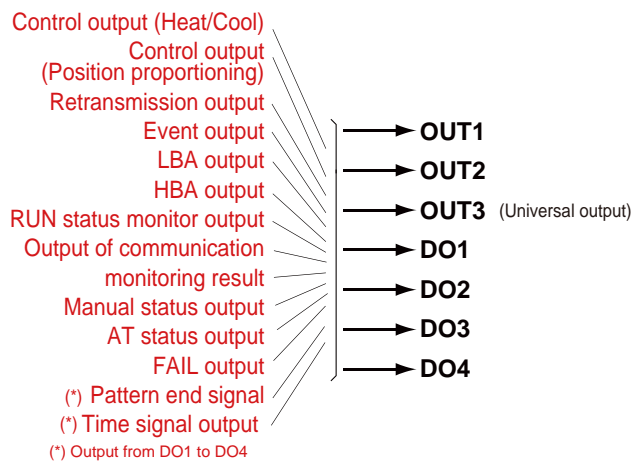 Control output (Heat/Cool)
Control output
(Position proportioning)
Retransmission output
Event output
LBA output
HBA output
RUN status monitor output
Output of communication
monitoring result
Manual status output
AT status output
FAIL output
(*) Pattern end signal
(*) Time signal output
(*) Output from DO1 to DO4
OUT1
OUT2
OUT3 (Universal output)
DO1
DO2
DO3
DO4